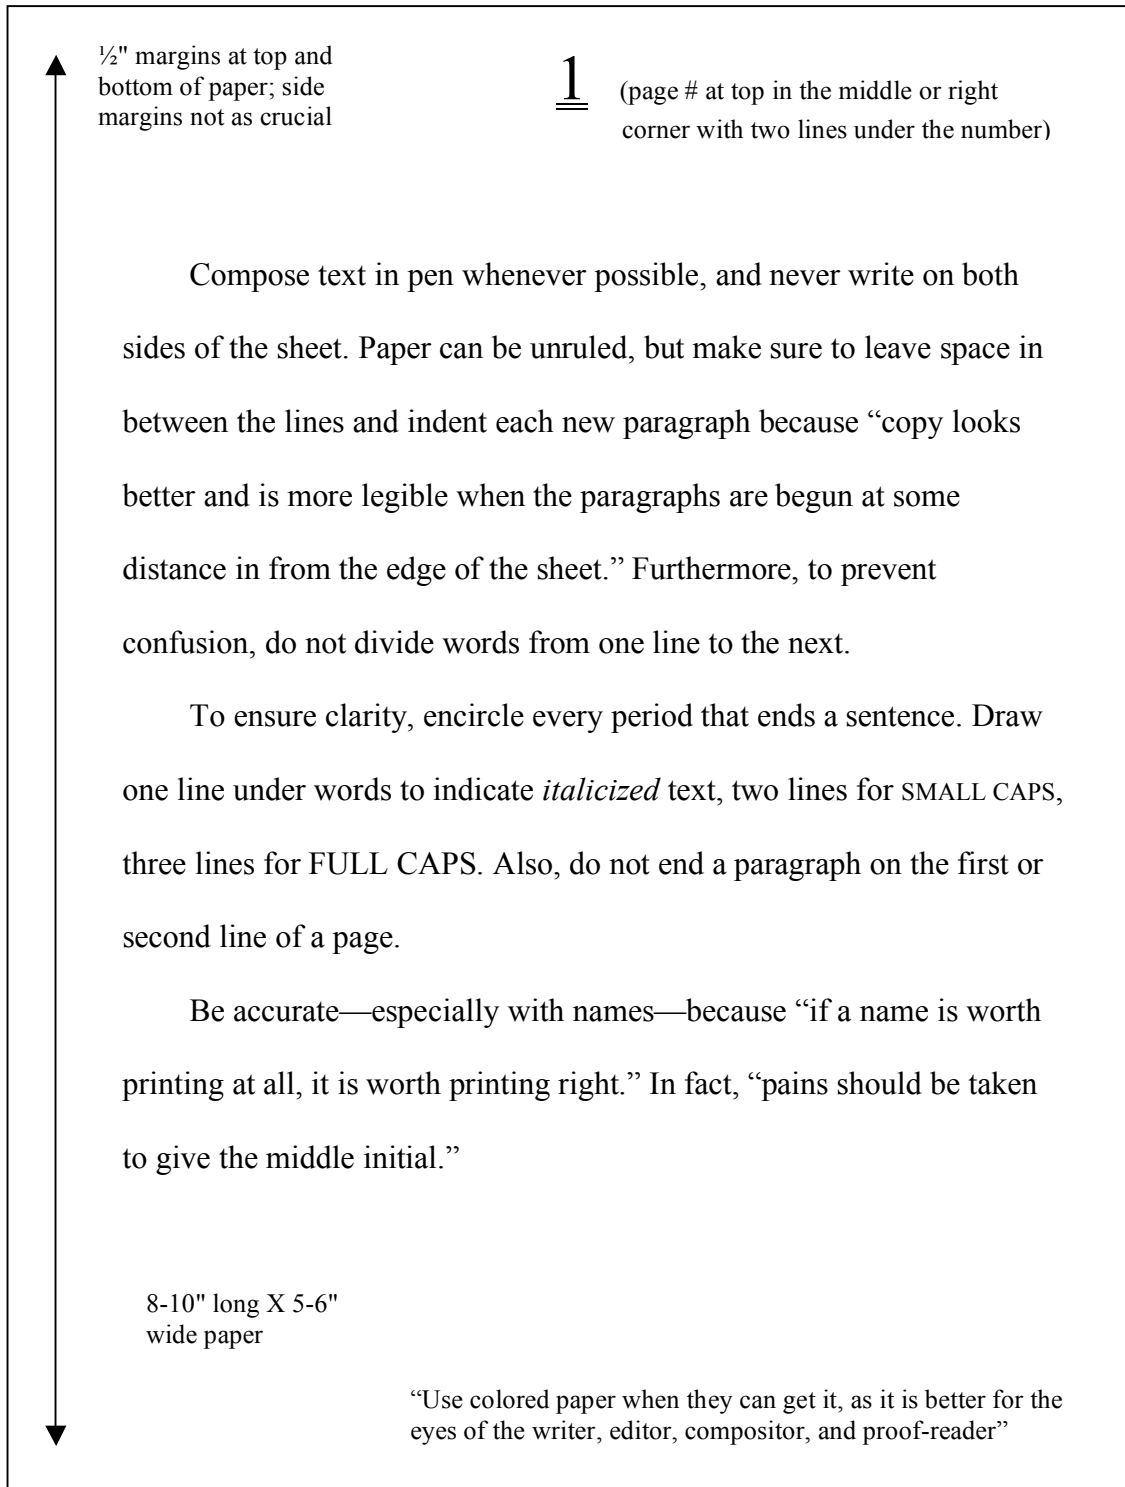 ½" margins at top and
bottom of paper; side
margins not as crucial
1
(page # at top in the middle or right
corner with two lines under the number)
Compose text in pen whenever possible, and never write on both
sides of the sheet. Paper can be unruled, but make sure to leave space in
between the lines and indent each new paragraph because “copy looks
better and is more legible when the paragraphs are begun at some
distance in from the edge of the sheet.” Furthermore, to prevent
confusion, do not divide words from one line to the next.
To ensure clarity, encircle every period that ends a sentence. Draw
one line under words to indicate italicized text, two lines for SMALL CAPS,
three lines for FULL CAPS. Also, do not end a paragraph on the first or
second line of a page.
Be accurate—especially with names—because “if a name is worth
printing at all, it is worth printing right.” In fact, “pains should be taken
to give the middle initial.”
8-10" long X 5-6"
wide paper
“Use colored paper when they can get it, as it is better for the
eyes of the writer, editor, compositor, and proof-reader”